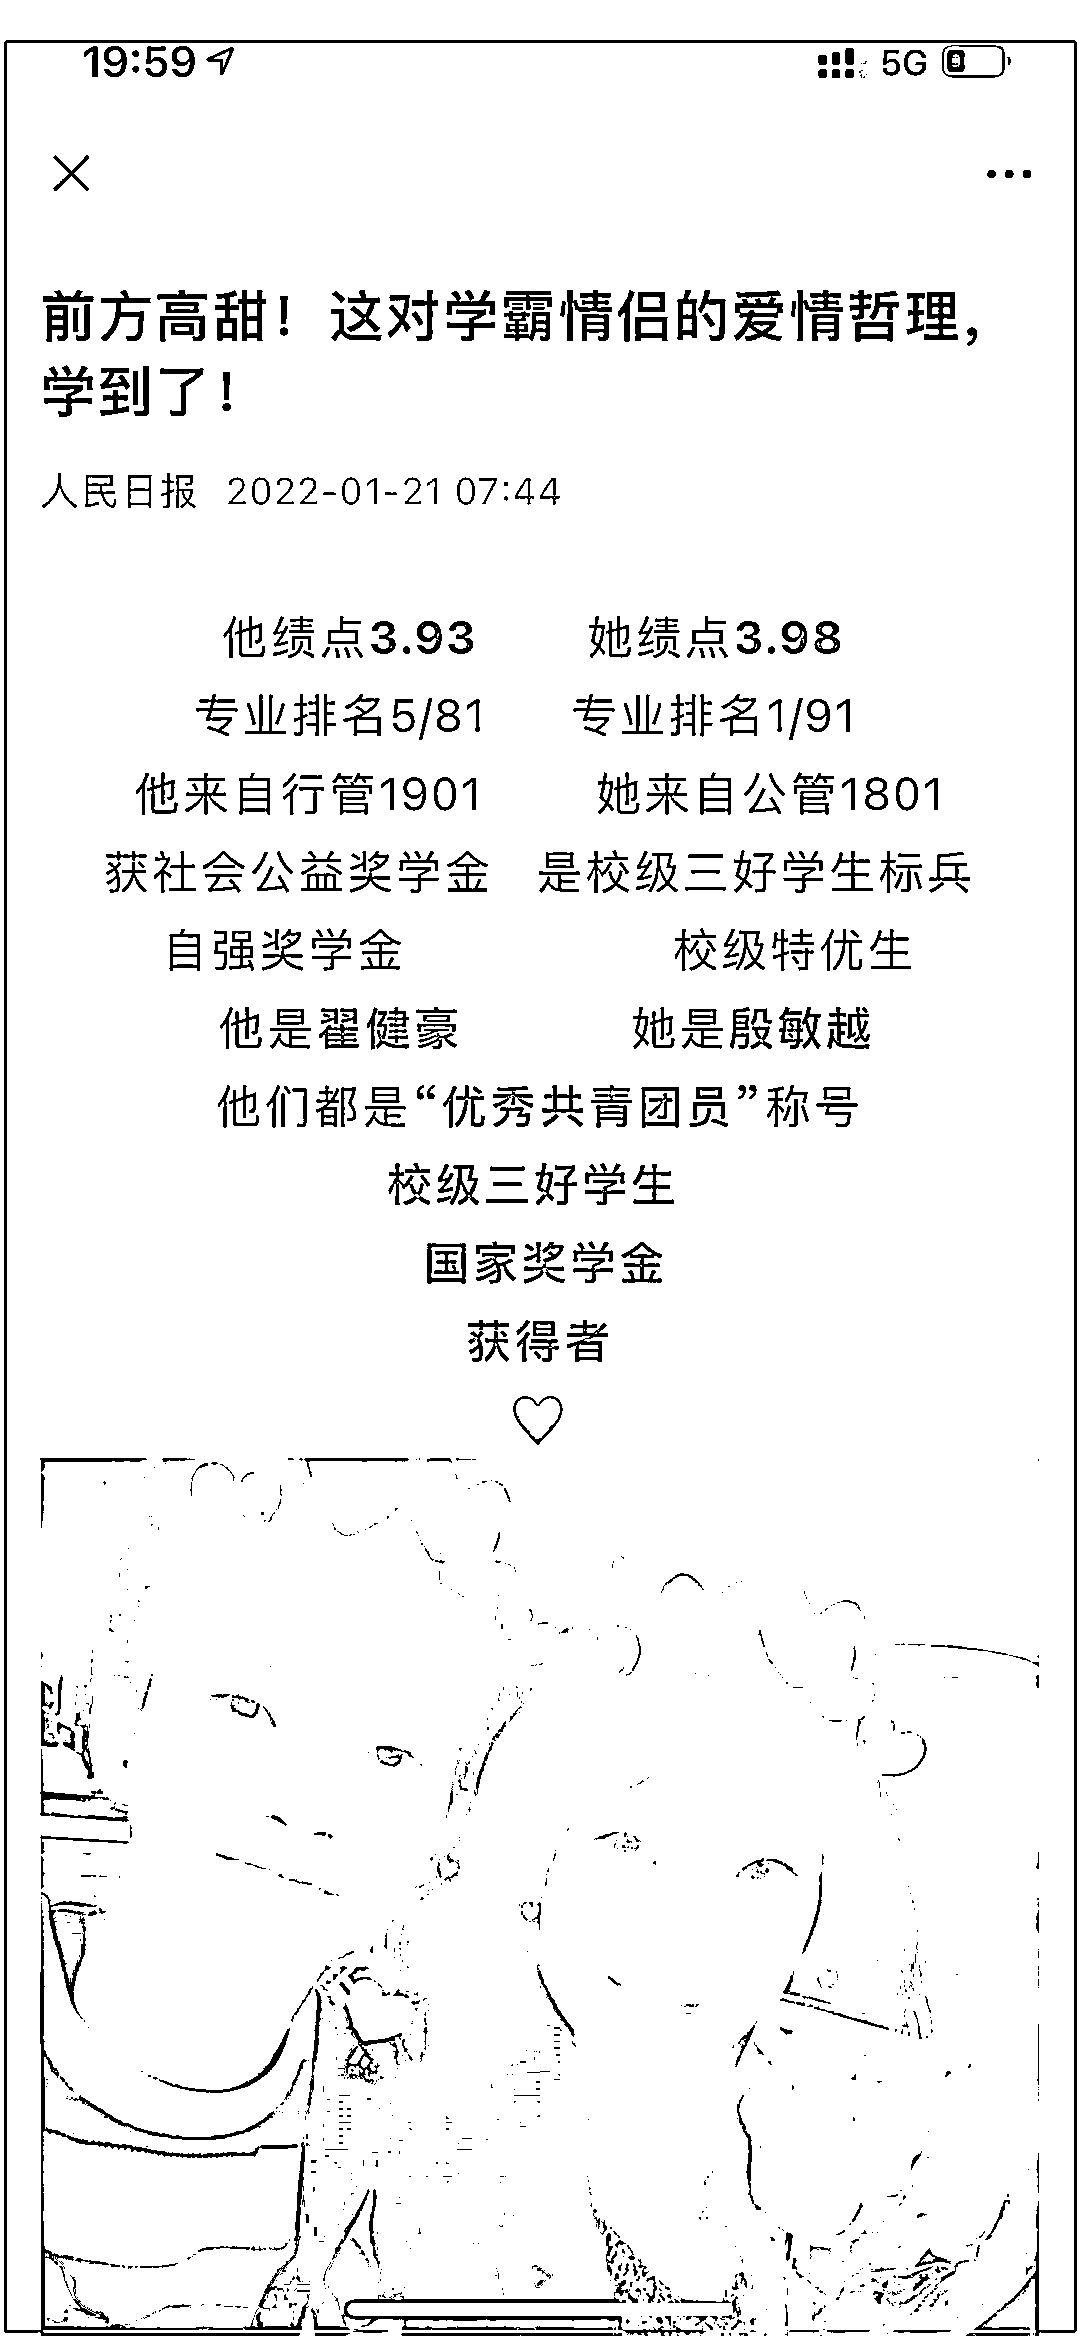 19:59 5G
前方高甜！这对学霸情侣的爱情哲理，
学到了！
人民日报 2022-01-21 07:44
他绩点3.93 她绩点3.98
专业排名5/81 专业排名1/91
他来自行管1901 她来自公管1801
获社会公益奖学金 是校级三好学生标兵
自强奖学金 校级特优生
他是翟健豪 她是殷敏越
他们都是“优秀共青团员”称号
校级三好学生
国家奖学金
获得者